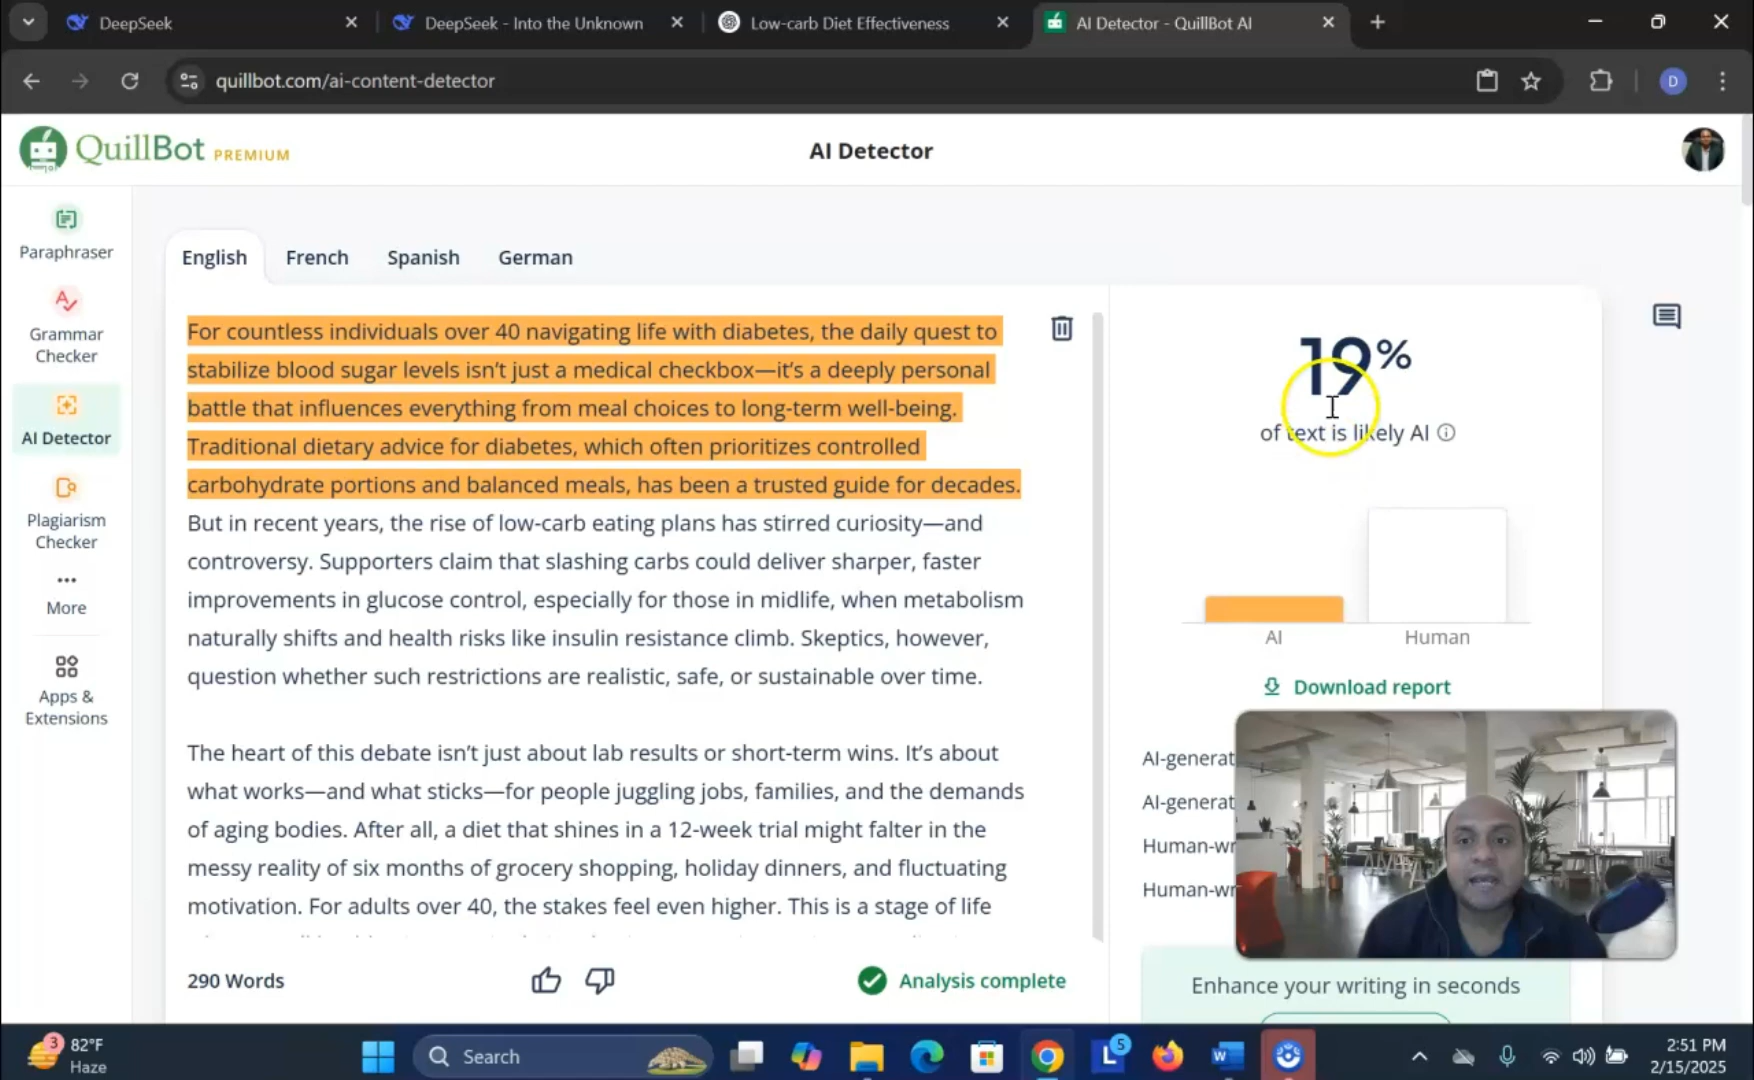 DeepSeek
DeepSeek - Into the Unknown
Low-carb Diet Effectiveness
AI Detector - QuillBot AI
quillbot.com/ai-content-detector
D
QuillBot PREMIUM
AI Detector
Paraphraser
Grammar
Checker
AI Detector
Plagiarism
Checker
More
Apps &
Extensions
English French Spanish German
For countless individuals over 40 navigating life with diabetes, the daily quest to
stabilize blood sugar levels isn't just a medical checkbox—it's a deeply personal
battle that influences everything from meal choices to long-term well-being.
Traditional dietary advice for diabetes, which often prioritizes controlled
carbohydrate portions and balanced meals, has been a trusted guide for decades.
But in recent years, the rise of low-carb eating plans has stirred curiosity—and
controversy. Supporters claim that slashing carbs could deliver sharper, faster
improvements in glucose control, especially for those in midlife, when metabolism
naturally shifts and health risks like insulin resistance climb. Skeptics, however,
question whether such restrictions are realistic, safe, or sustainable over time.
The heart of this debate isn't just about lab results or short-term wins. It's about
what works—and what sticks—for people juggling jobs, families, and the demands
of aging bodies. After all, a diet that shines in a 12-week trial might falter in the
messy reality of six months of grocery shopping, holiday dinners, and fluctuating
motivation. For adults over 40, the stakes feel even higher. This is a stage of life
290 Words
Analysis complete
19%
of text is likely AI
AI Human
Download report
AI-generat
AI-generat
Human-wr
Human-wr
Enhance your writing in seconds
3
82°F
Haze
Search
L
5
W
2:51 PM
2/15/2025